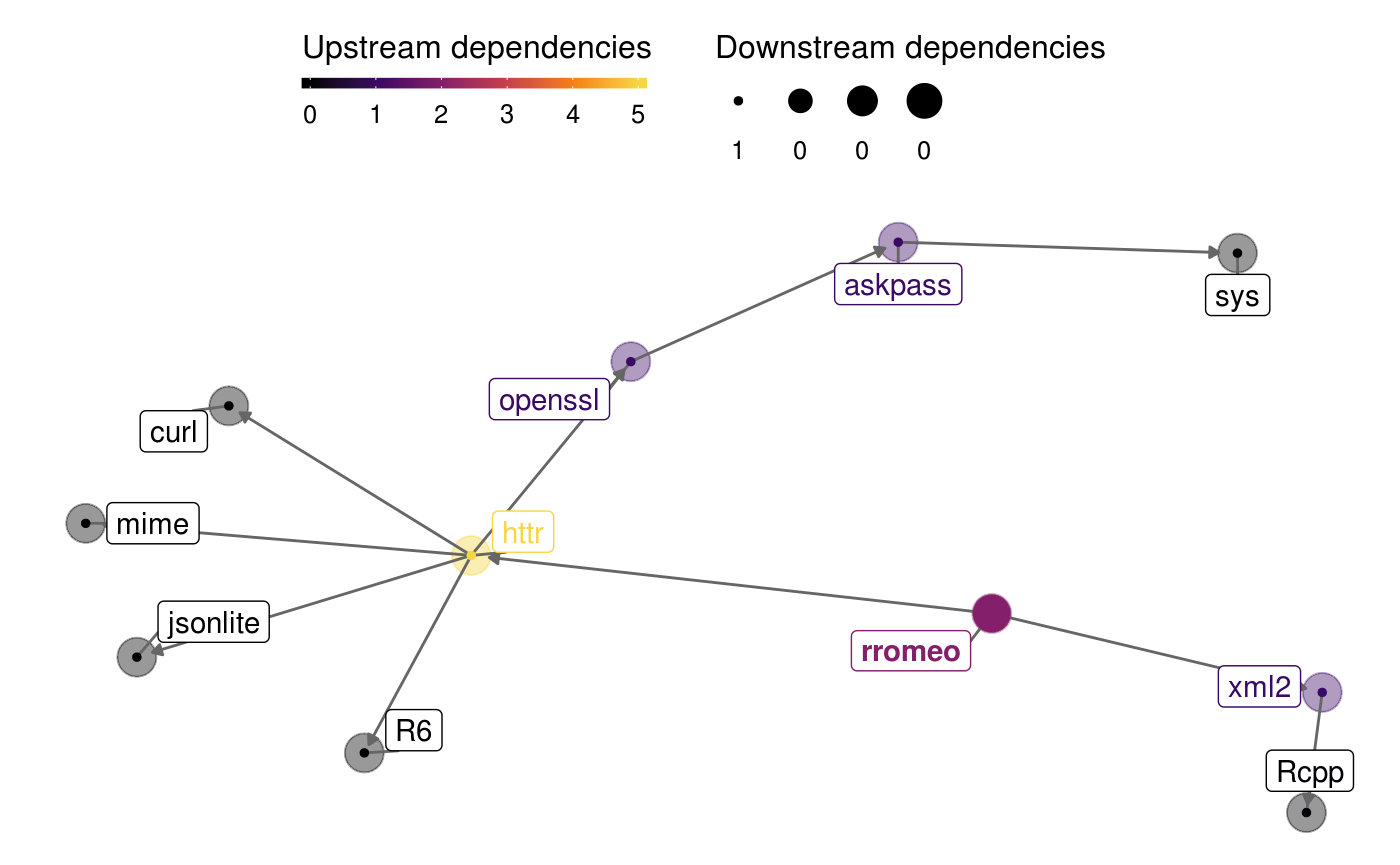 Upstream dependencies
0 1 2 3 4 5
Downstream dependencies
1 0 0 0
askpass
sys
openssl
curl
mime
httr
jsonlite
rromeo
xml2
R6
Rcpp